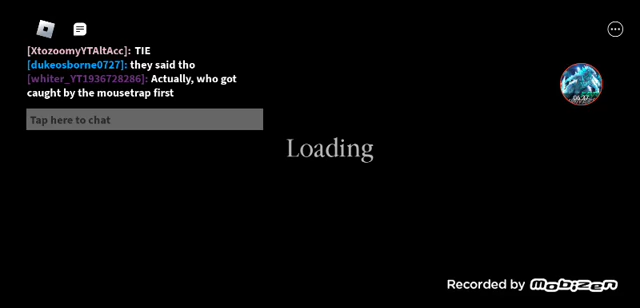 [XtozoomyYTAltAcc]: TIE
[dukeosborne0727]: they said tho
[whiter_YT1936728286]: Actually, who got
caught by the mousetrap first
Tap here to chat
Loading
Recorded by mobizen